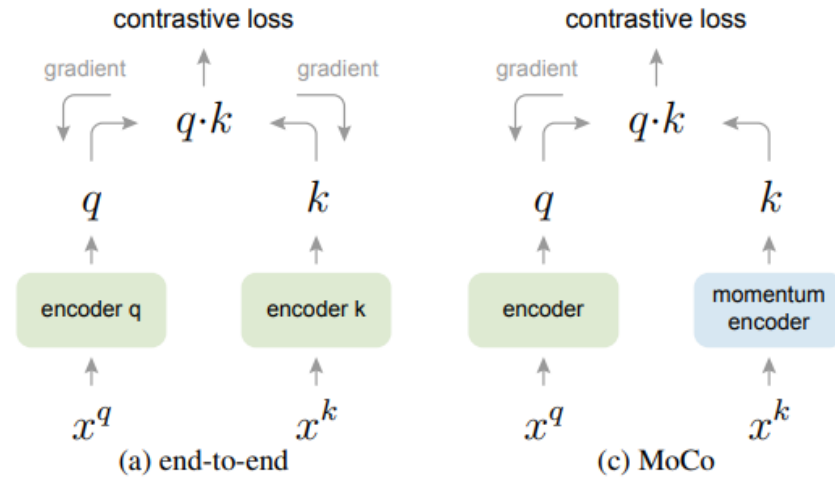 contrastive loss
gradient
gradient
q·k
q
k
encoder q
encoder k
x^q
x^k
(a) end-to-end
contrastive loss
gradient
q·k
q
k
encoder
momentum
encoder
x^q
x^k
(c) MoCo